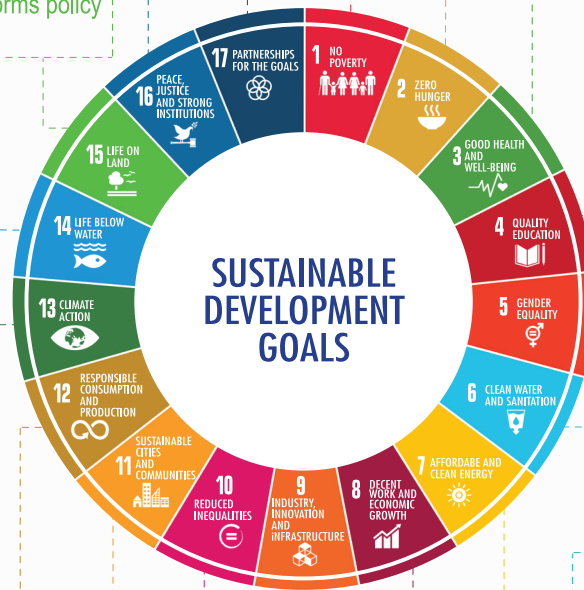 orms policy
1 NO
POVERTY
2 ZERO
HUNGER
3 GOOD HEALTH
AND
WELL-BEING
4 QUALITY
EDUCATION
5 GENDER
EQUALITY
6 CLEAN WATER
AND SANITATION
7 AFFORDABE AND
CLEAN ENERGY
8 DECENT
WORK AND
ECONOMIC
GROWTH
9
INDUSTRY,
INNOVATION
AND
iNFRASTRUCTURE
10
REDUCED
INEQUALITIES
11 SUSTAINABLE
CITIES
AND
COMMUNITIES
12 RESPONSIBLE
CONSUMPTION
AND
PRODUCTION
13 CLIMATE
ACTION
14 LIFE BELOW
WATER
15 LIFE ON
LAND
16 PEACE,
JUSTICE
AND STRONG
INSTITUTIONS
17 PARTNERSHIPS
FOR THE GOALS
SUSTAINABLE
DEVELOPMENT
GOALS